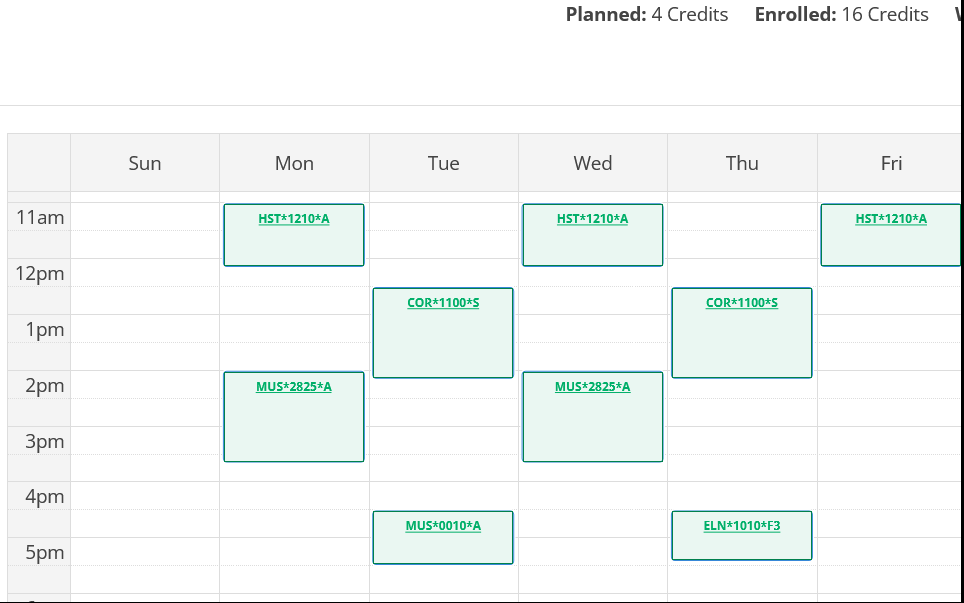 Planned: 4 Credits Enrolled: 16 Credits
Sun Mon Tue Wed Thu Fri
11am HST*1210*A HST*1210*A HST*1210*A
12pm
COR*1100*S COR*1100*S
1pm
2pm MUS*2825*A MUS*2825*A
3pm
4pm
MUS*0010*A ELN*1010*F3
5pm